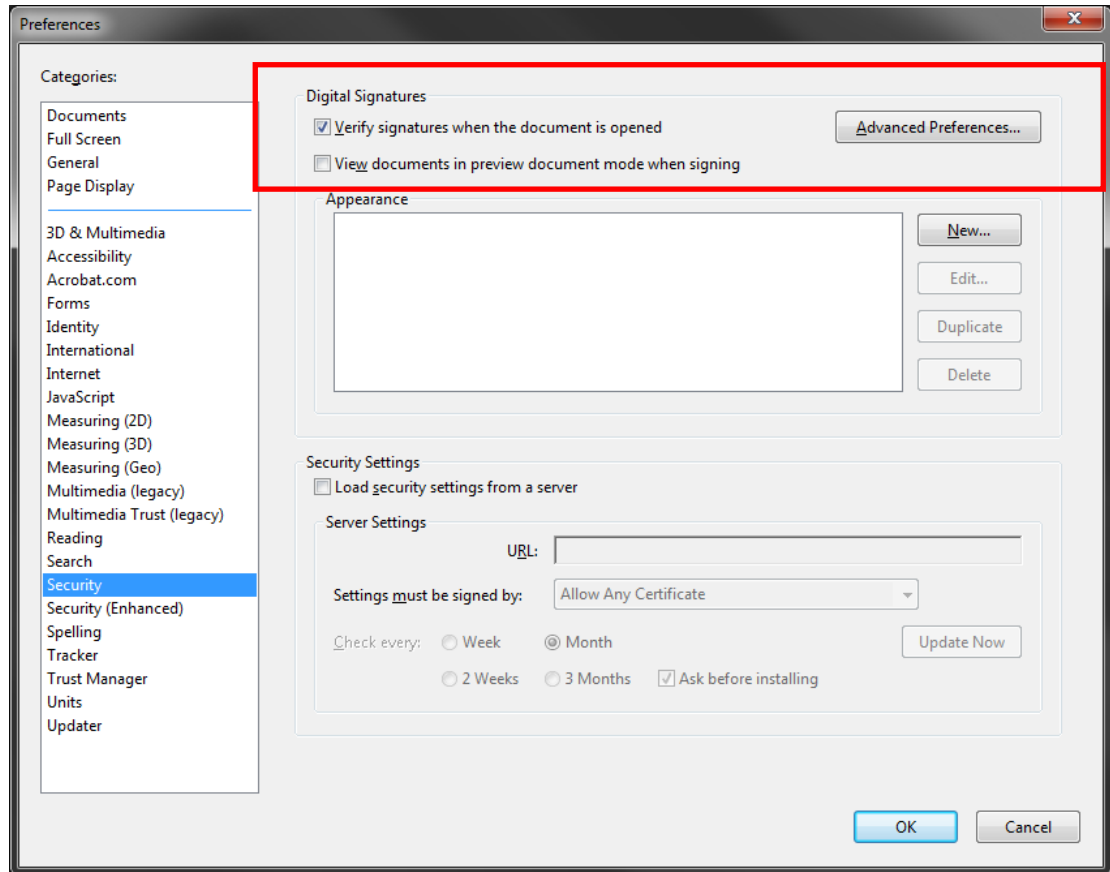 Preferences
Categories:
Documents
Full Screen
General
Page Display
3D & Multimedia
Accessibility
Acrobat.com
Forms
Identity
International
Internet
JavaScript
Measuring (2D)
Measuring (3D)
Measuring (Geo)
Multimedia (legacy)
Multimedia Trust (legacy)
Reading
Search
Security
Security (Enhanced)
Spelling
Tracker
Trust Manager
Units
Updater
Digital Signatures
Verify signatures when the document is opened
Advanced Preferences...
View documents in preview document mode when signing
Appearance
New...
Edit...
Duplicate
Delete
Security Settings
Load security settings from a server
Server Settings
URL:
Settings must be signed by: Allow Any Certificate
Check every: Week Month Update Now
2 Weeks 3 Months Ask before installing
OK Cancel